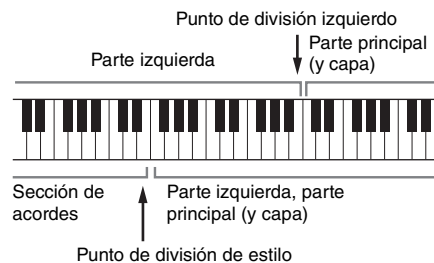 Punto de división izquierdo
Parte izquierda
Parte principal
(y capa)
Sección de
acordes
Parte izquierda, parte
principal (y capa)
Punto de división de estilo